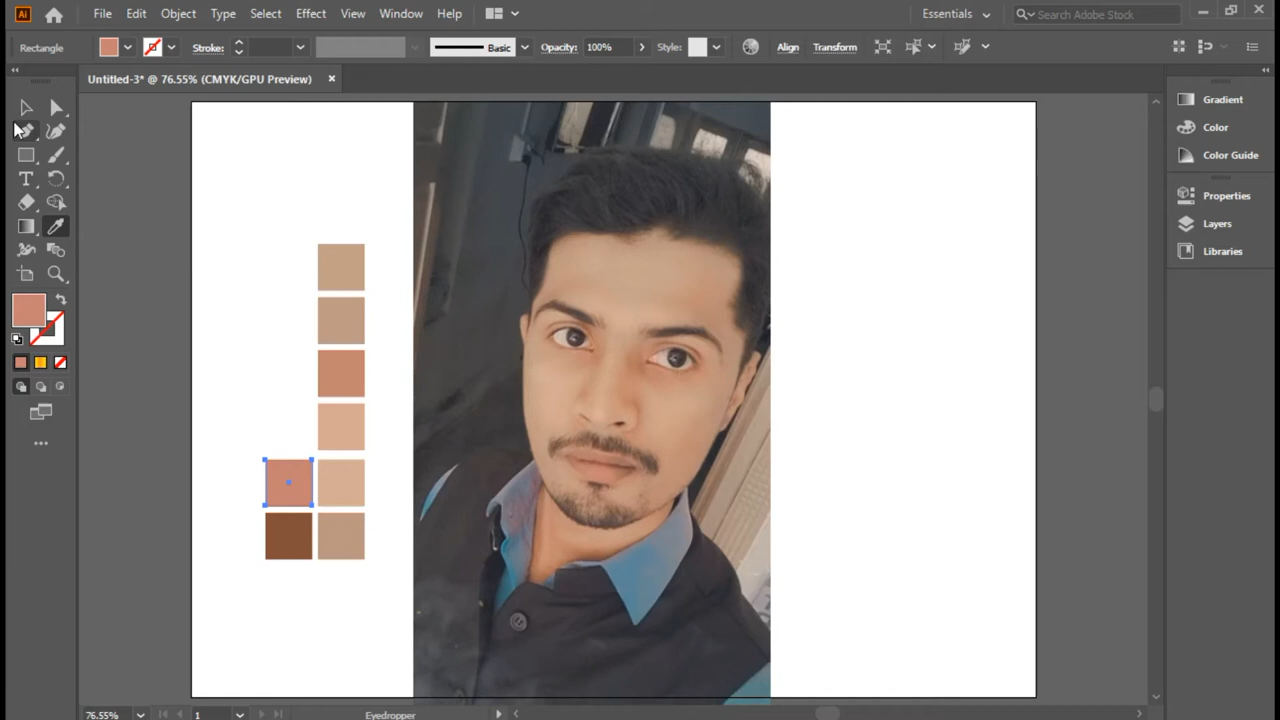 Ai File Edit Object Type Select Effect View Window Help Essentials Search Adobe Stock
Rectangle Stroke: Basic Opacity: 100% Style: Align Transform
Untitled-3* @ 76.55% (CMYK/GPU Preview)
Gradient
Color
Color Guide
Properties
Layers
Libraries
76.55% 1 Eyedropper